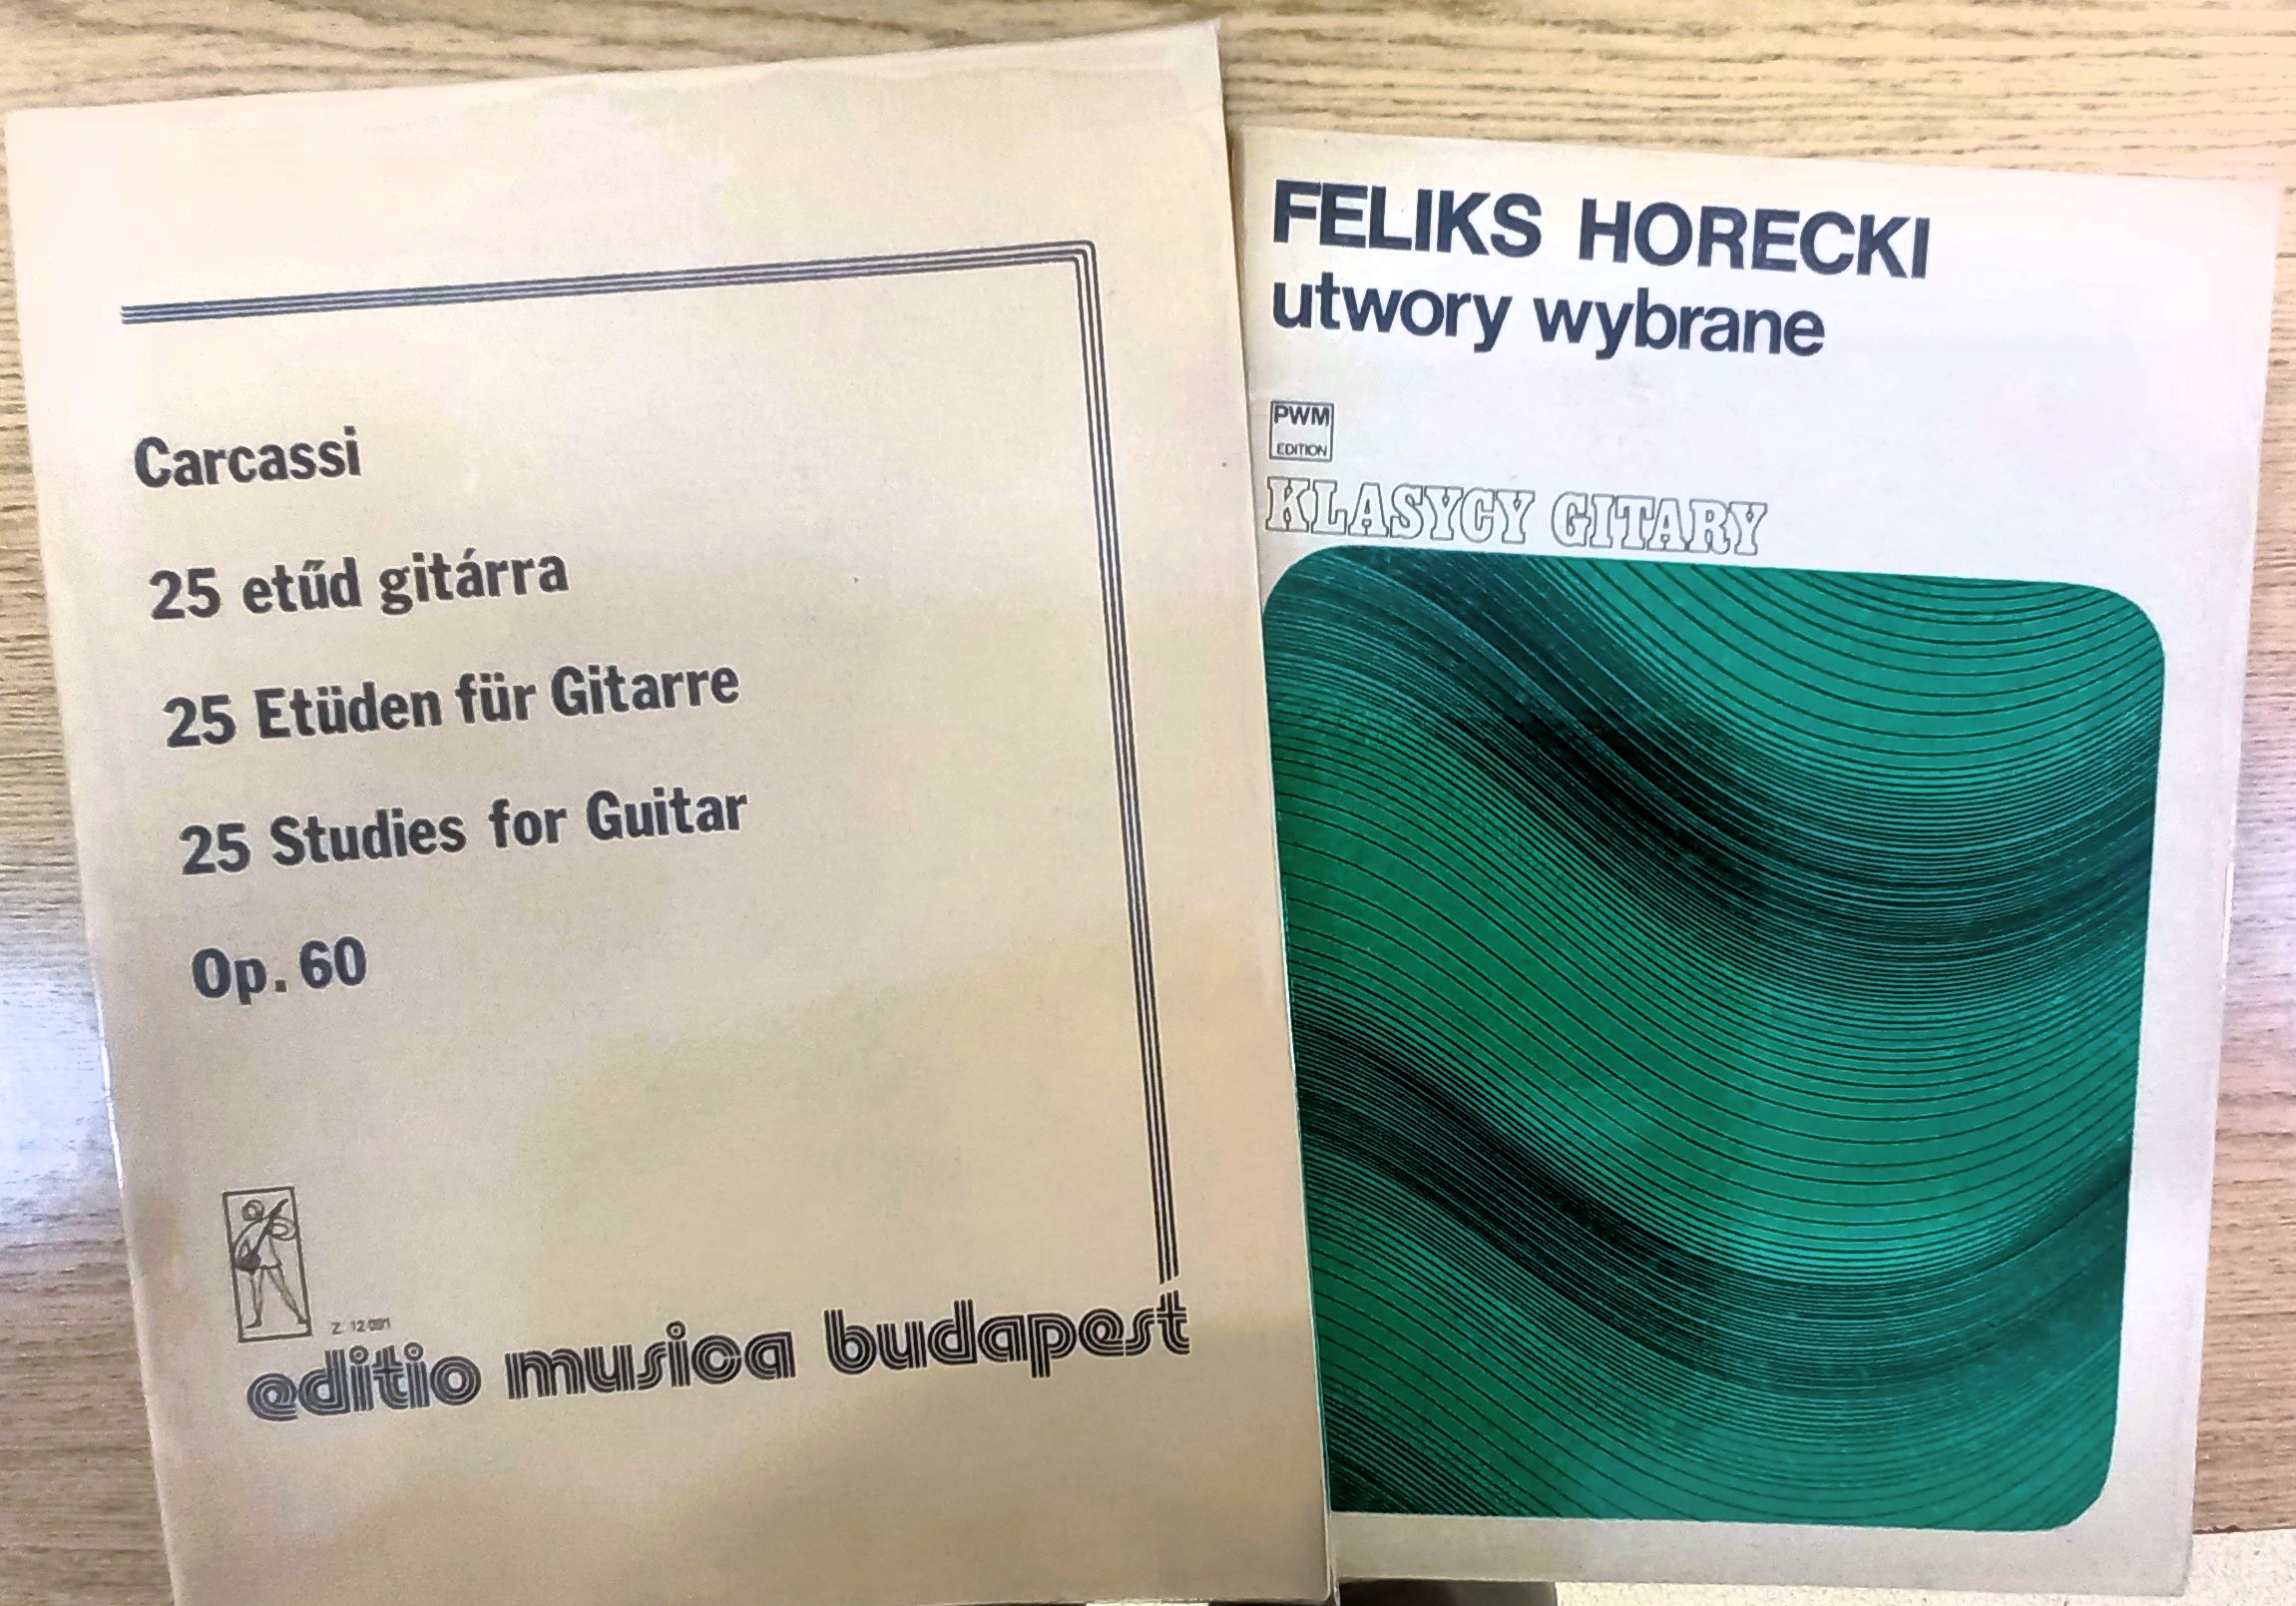 Carcassi
25 etűd gitárra
25 Etüden für Gitarre
25 Studies for Guitar
Op. 60
editio musica budapest
FELIKS HORECKI
utwory wybrane
PWM
EDITION
KLASYCY GITARY